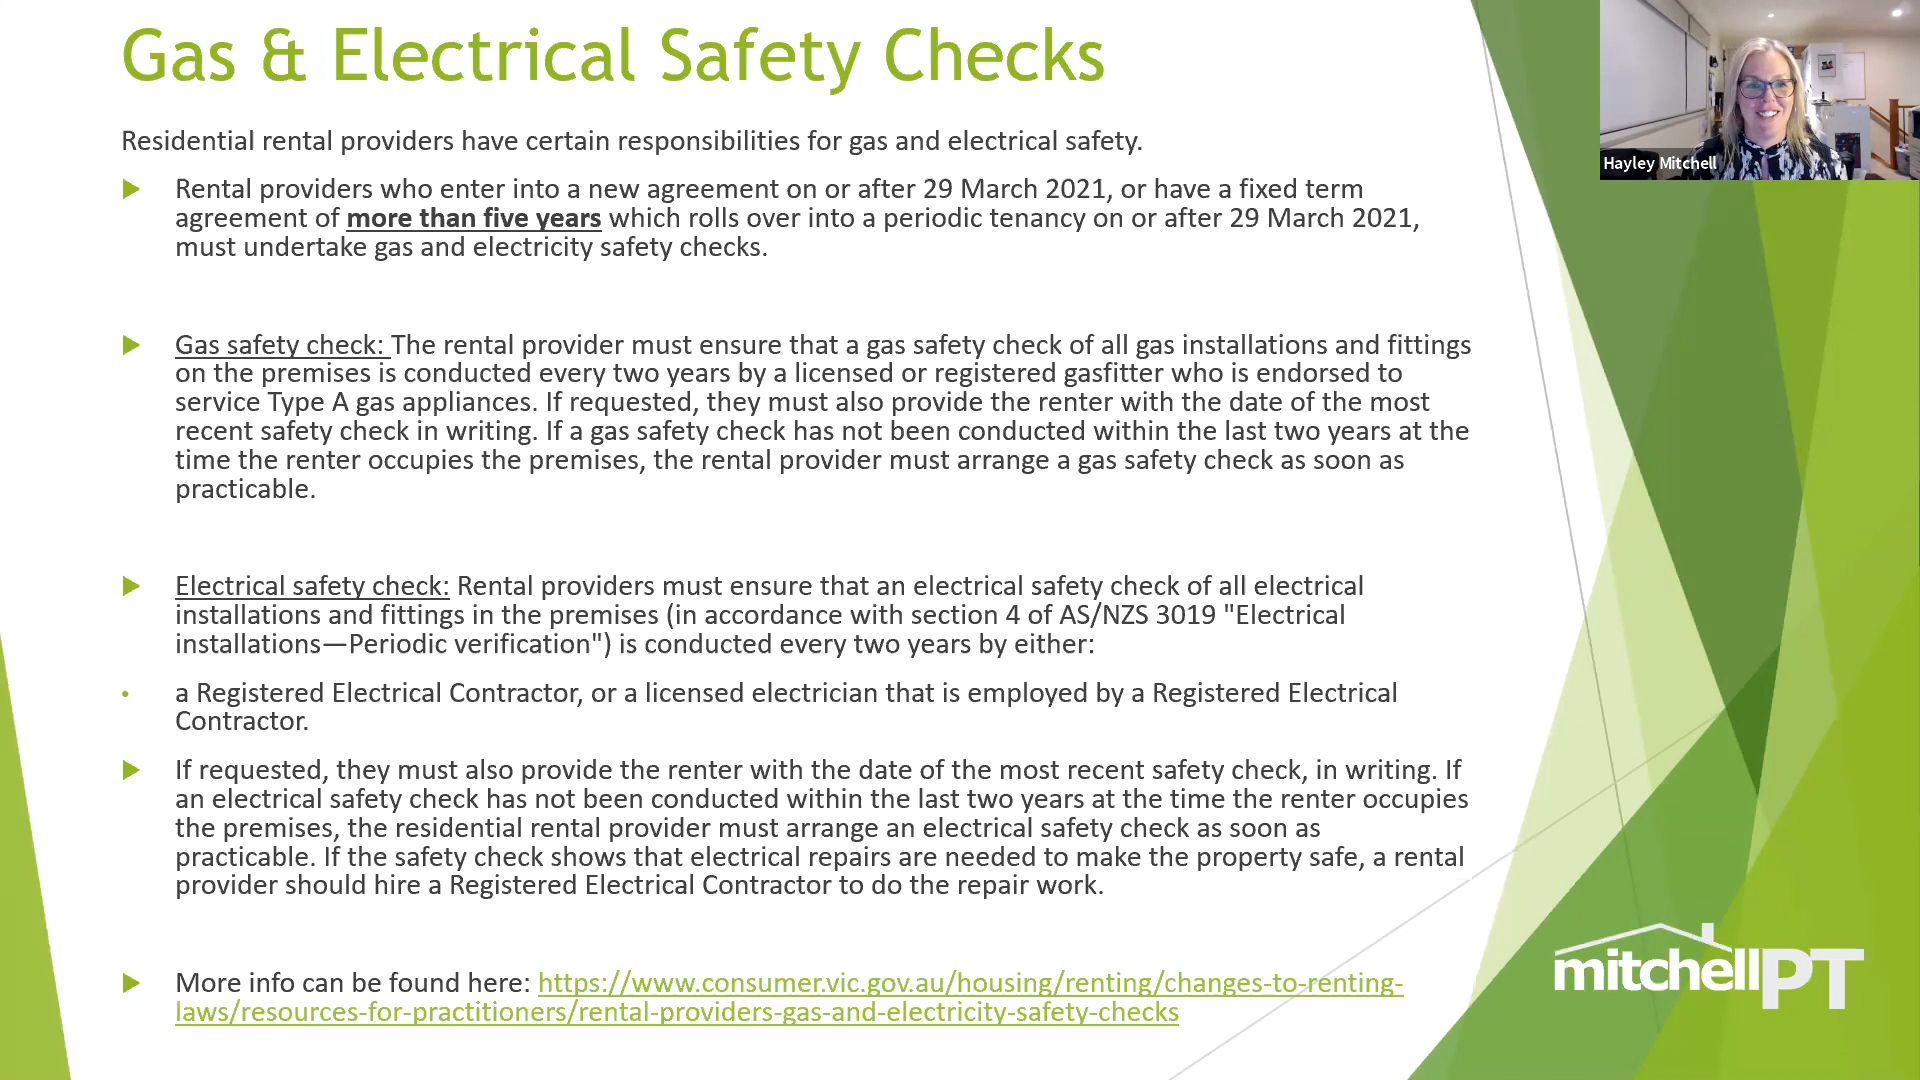 Gas & Electrical Safety Checks
Hayley Mitchell
Residential rental providers have certain responsibilities for gas and electrical safety.
Rental providers who enter into a new agreement on or after 29 March 2021, or have a fixed term
agreement of more than five years which rolls over into a periodic tenancy on or after 29 March 2021,
must undertake gas and electricity safety checks.
Gas safety check: The rental provider must ensure that a gas safety check of all gas installations and fittings
on the premises is conducted every two years by a licensed or registered gasfitter who is endorsed to
service Type A gas appliances. If requested, they must also provide the renter with the date of the most
recent safety check in writing. If a gas safety check has not been conducted within the last two years at the
time the renter occupies the premises, the rental provider must arrange a gas safety check as soon as
practicable.
Electrical safety check: Rental providers must ensure that an electrical safety check of all electrical
installations and fittings in the premises (in accordance with section 4 of AS/NZS 3019 "Electrical
installations—Periodic verification") is conducted every two years by either:
a Registered Electrical Contractor, or a licensed electrician that is employed by a Registered Electrical
Contractor.
If requested, they must also provide the renter with the date of the most recent safety check, in writing. If
an electrical safety check has not been conducted within the last two years at the time the renter occupies
the premises, the residential rental provider must arrange an electrical safety check as soon as
practicable. If the safety check shows that electrical repairs are needed to make the property safe, a rental
provider should hire a Registered Electrical Contractor to do the repair work.
More info can be found here: https://www.consumer.vic.gov.au/housing/renting/changes-to-renting-
laws/resources-for-practitioners/rental-providers-gas-and-electricity-safety-checks
mitchellPT